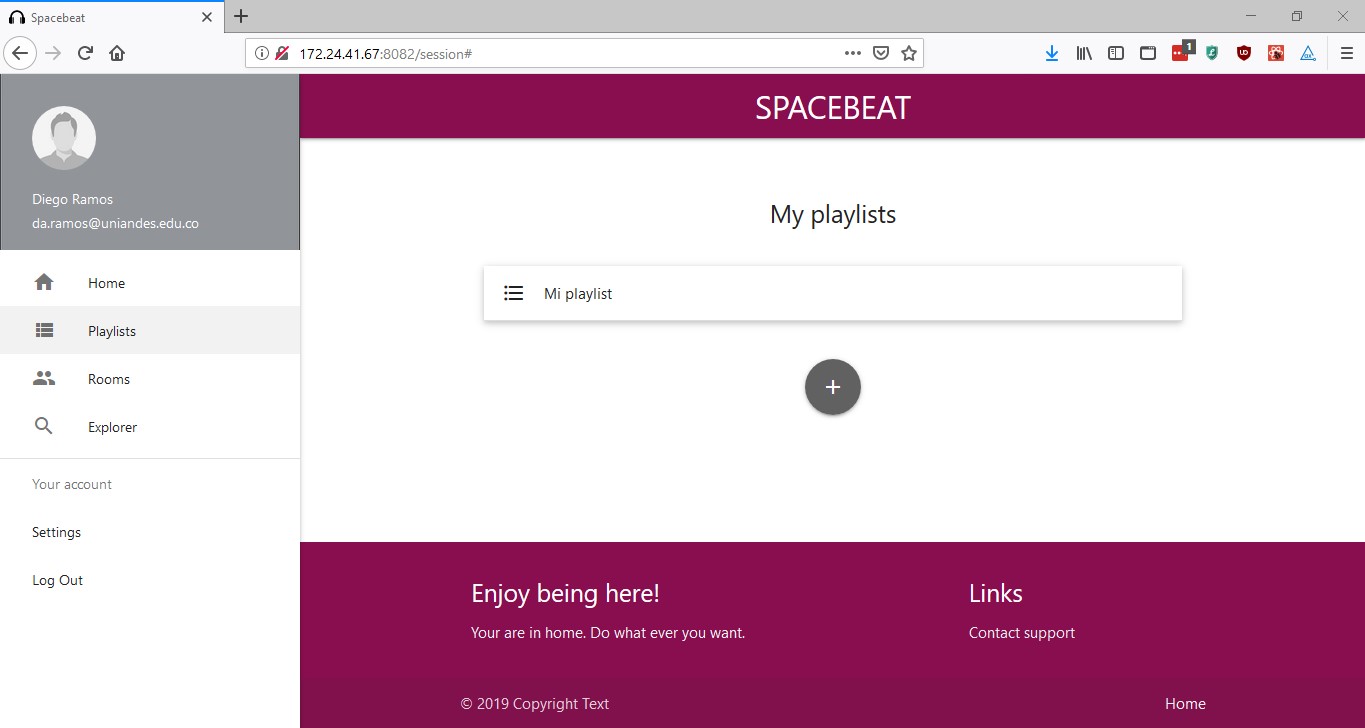 Spacebeat
172.24.41.67:8082/session#
1
SPACEBEAT
Diego Ramos
da.ramos@uniandes.edu.co
Home
Playlists
Rooms
Explorer
Your account
Settings
Log Out
My playlists
Mi playlist
Enjoy being here!
Your are in home. Do what ever you want.
Links
Contact support
© 2019 Copyright Text
Home